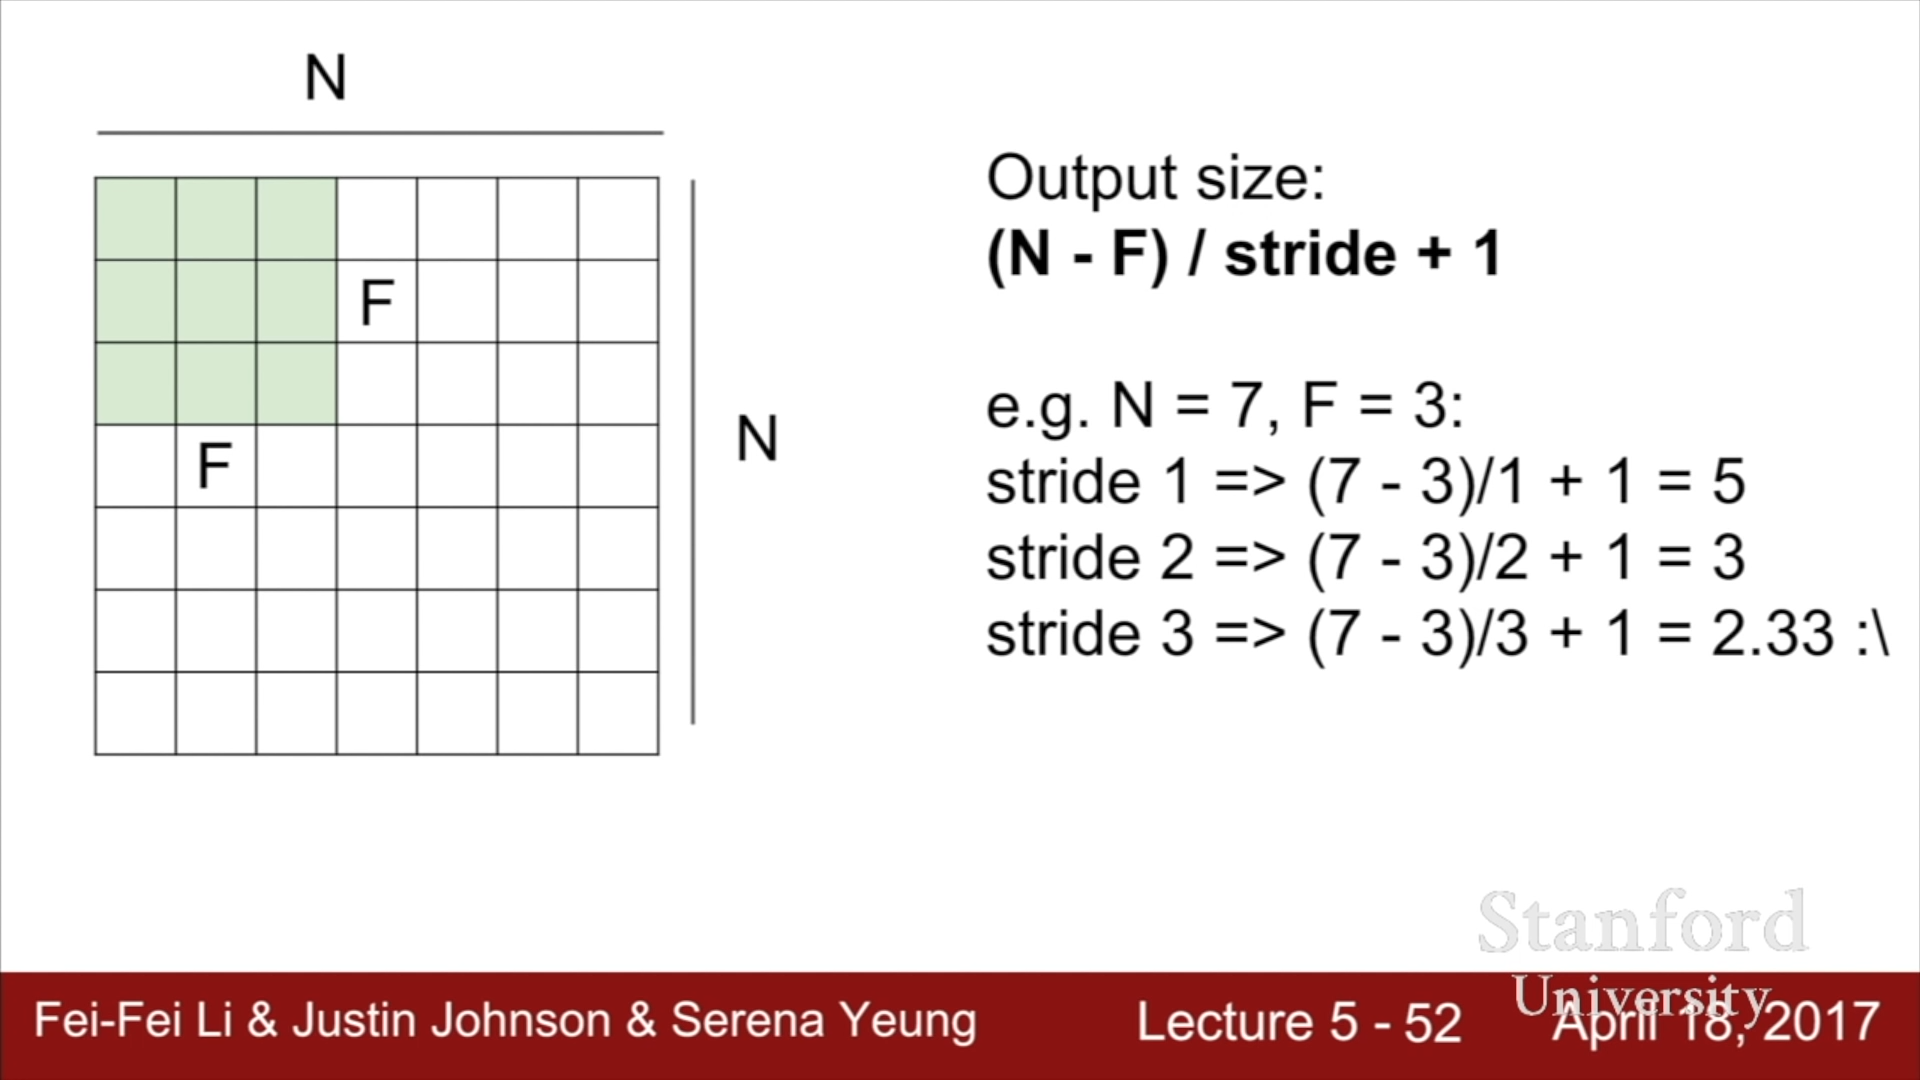 N
F
F
N
Output size:
(N - F) / stride + 1
e.g. N = 7, F = 3:
stride 1 => (7 - 3)/1 + 1 = 5
stride 2 => (7 - 3)/2 + 1 = 3
stride 3 => (7 - 3)/3 + 1 = 2.33 :\
Stanford
University
Fei-Fei Li & Justin Johnson & Serena Yeung
Lecture 5 - 52
April 18, 2017